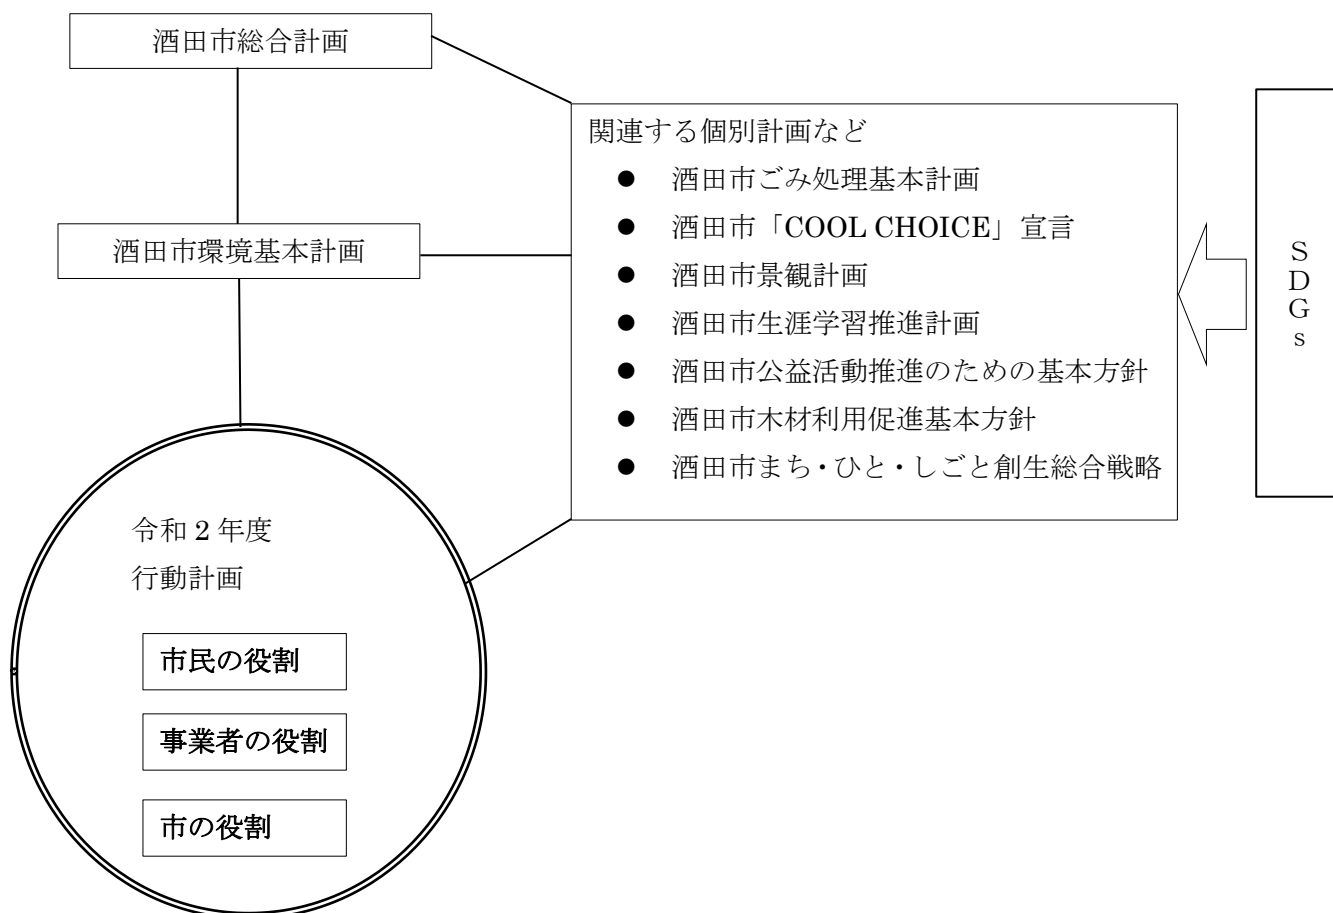 酒田市総合計画
関連する個別計画など
● 酒田市ごみ処理基本計画
● 酒田市「COOL CHOICE」宣言
● 酒田市景観計画
● 酒田市生涯学習推進計画
● 酒田市公益活動推進のための基本方針
● 酒田市木材利用促進基本方針
● 酒田市まち・ひと・しごと創生総合戦略
SDGs
酒田市環境基本計画
令和 2 年度
行動計画
市民の役割
事業者の役割
市の役割